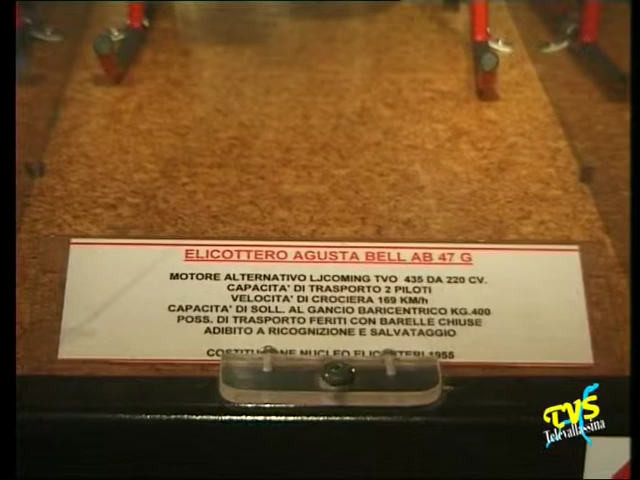 ELICOTTERO AGUSTA BELL AB 47 G
MOTORE ALTERNATIVO LJCOMING TVO 435 DA 220 CV.
CAPACITA' DI TRASPORTO 2 PILOTI
VELOCITA' DI CROCIERA 169 KM/h
CAPACITA' DI SOLL. AL GANCIO BARICENTRICO KG.400
POSS. DI TRASPORTO FERITI CON BARELLE CHIUSE
ADIBITO A RICOGNIZIONE E SALVATAGGIO
COSTITUZIONE NUCLEO ELICOTTERI 1955
TVS
Televallassina